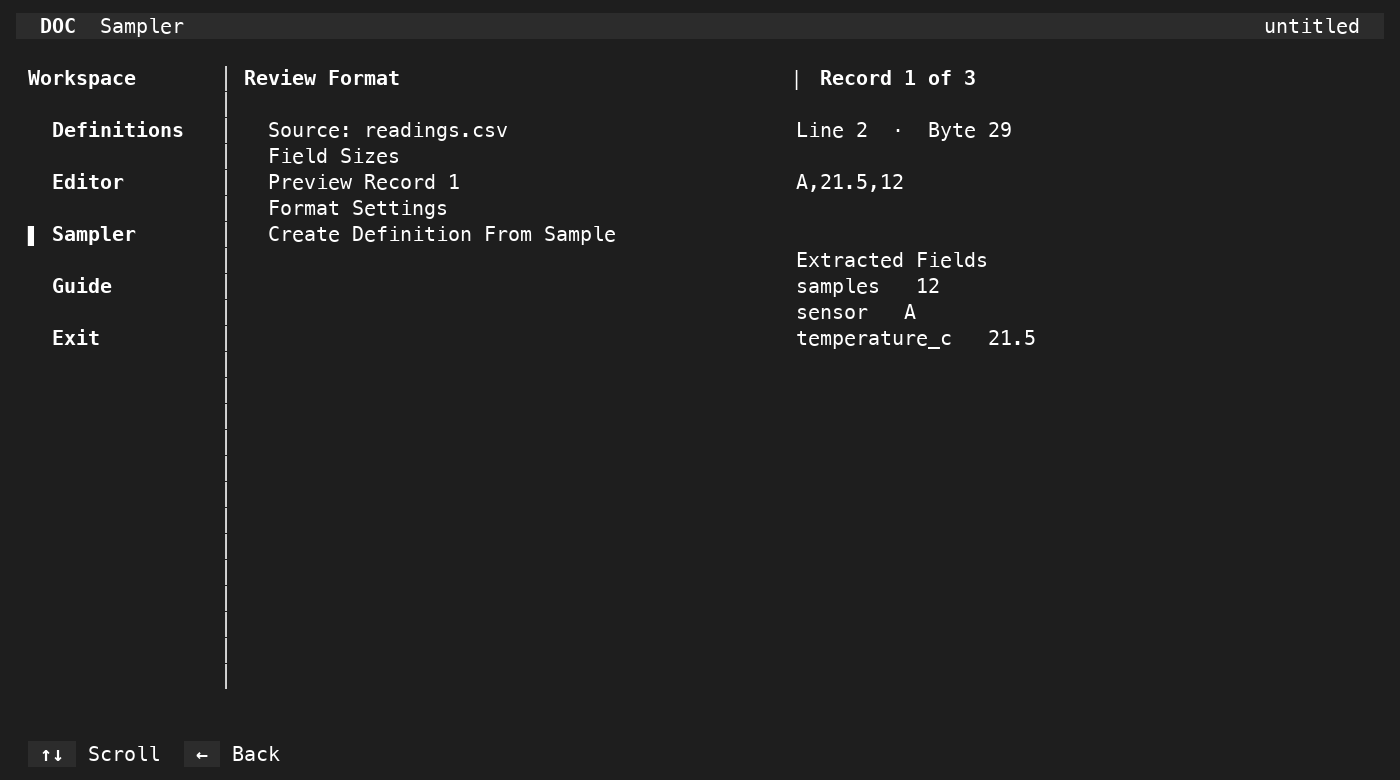 DOC Sampler untitled
Workspace
Definitions
Editor
Sampler
Guide
Exit
Review Format
Source: readings.csv
Field Sizes
Preview Record 1
Format Settings
Create Definition From Sample
Record 1 of 3
Line 2 · Byte 29
A,21.5,12
Extracted Fields
samples 12
sensor A
temperature_c 21.5
↑↓ Scroll ← Back